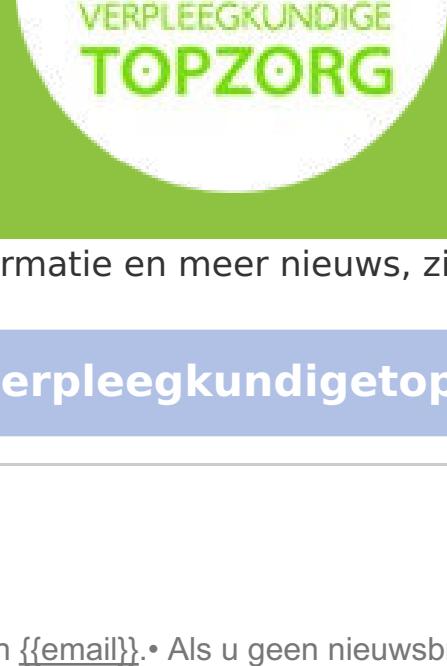 VERPLEEGKUNDIGE
TOPZORG
rmatie en meer nieuws, zi
erpleegkundigetop
n {{email}}.• Als u geen nieuwsb